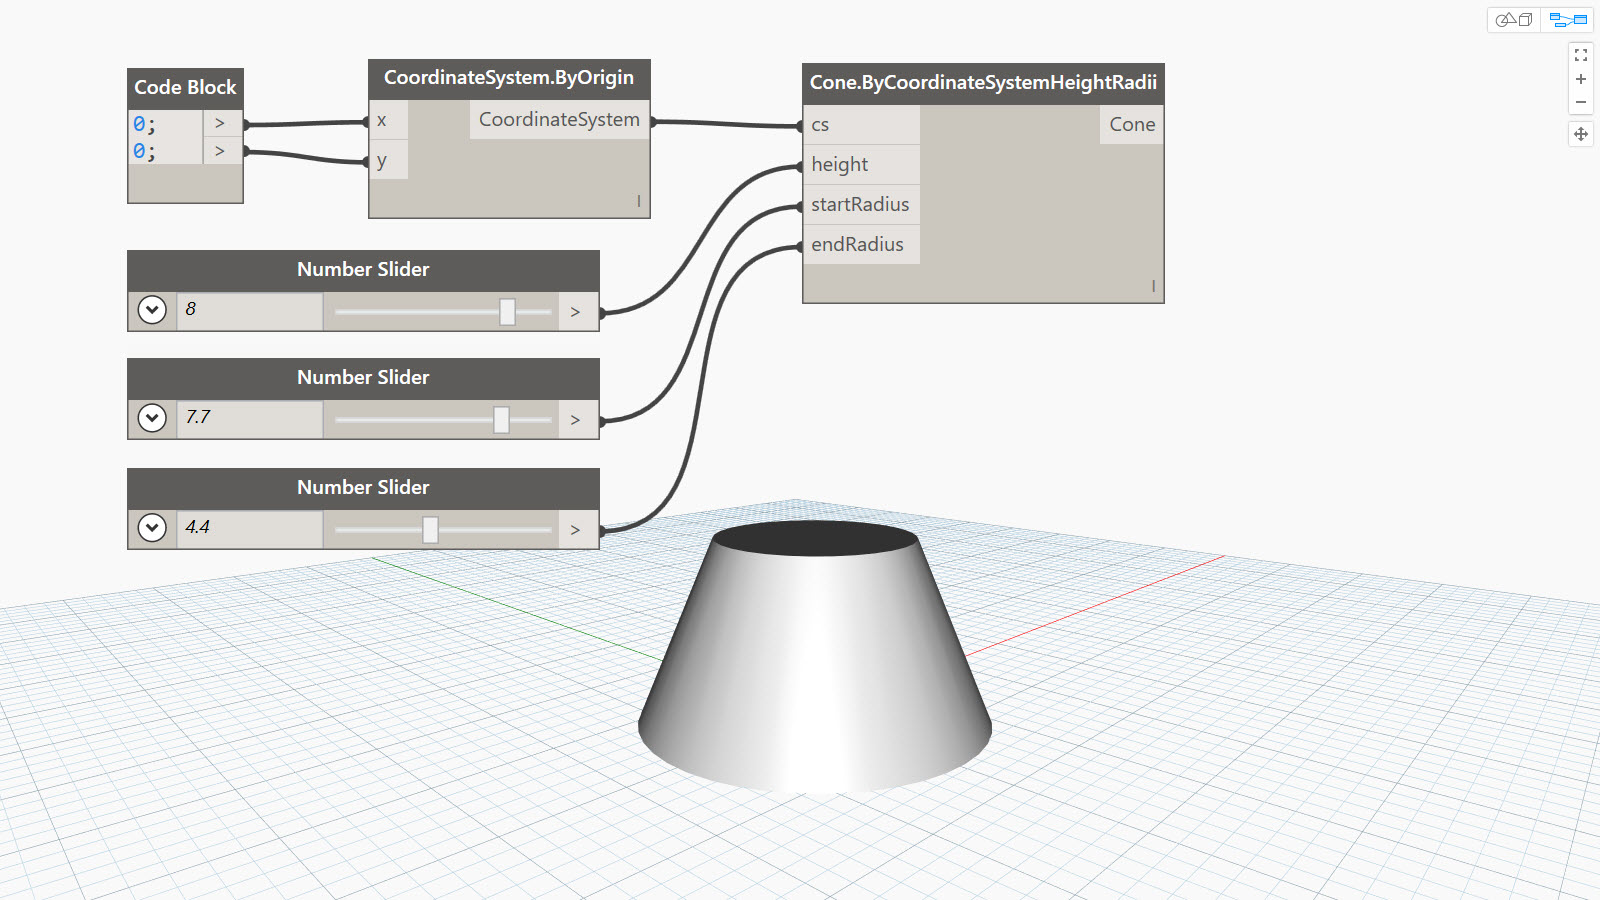 Code Block
0; >
0; >
CoordinateSystem.ByOrigin
x CoordinateSystem
y
l
Cone.ByCoordinateSystemHeightRadii
cs Cone
height
startRadius
endRadius
l
Number Slider
8 >
Number Slider
7.7 >
Number Slider
4.4 >